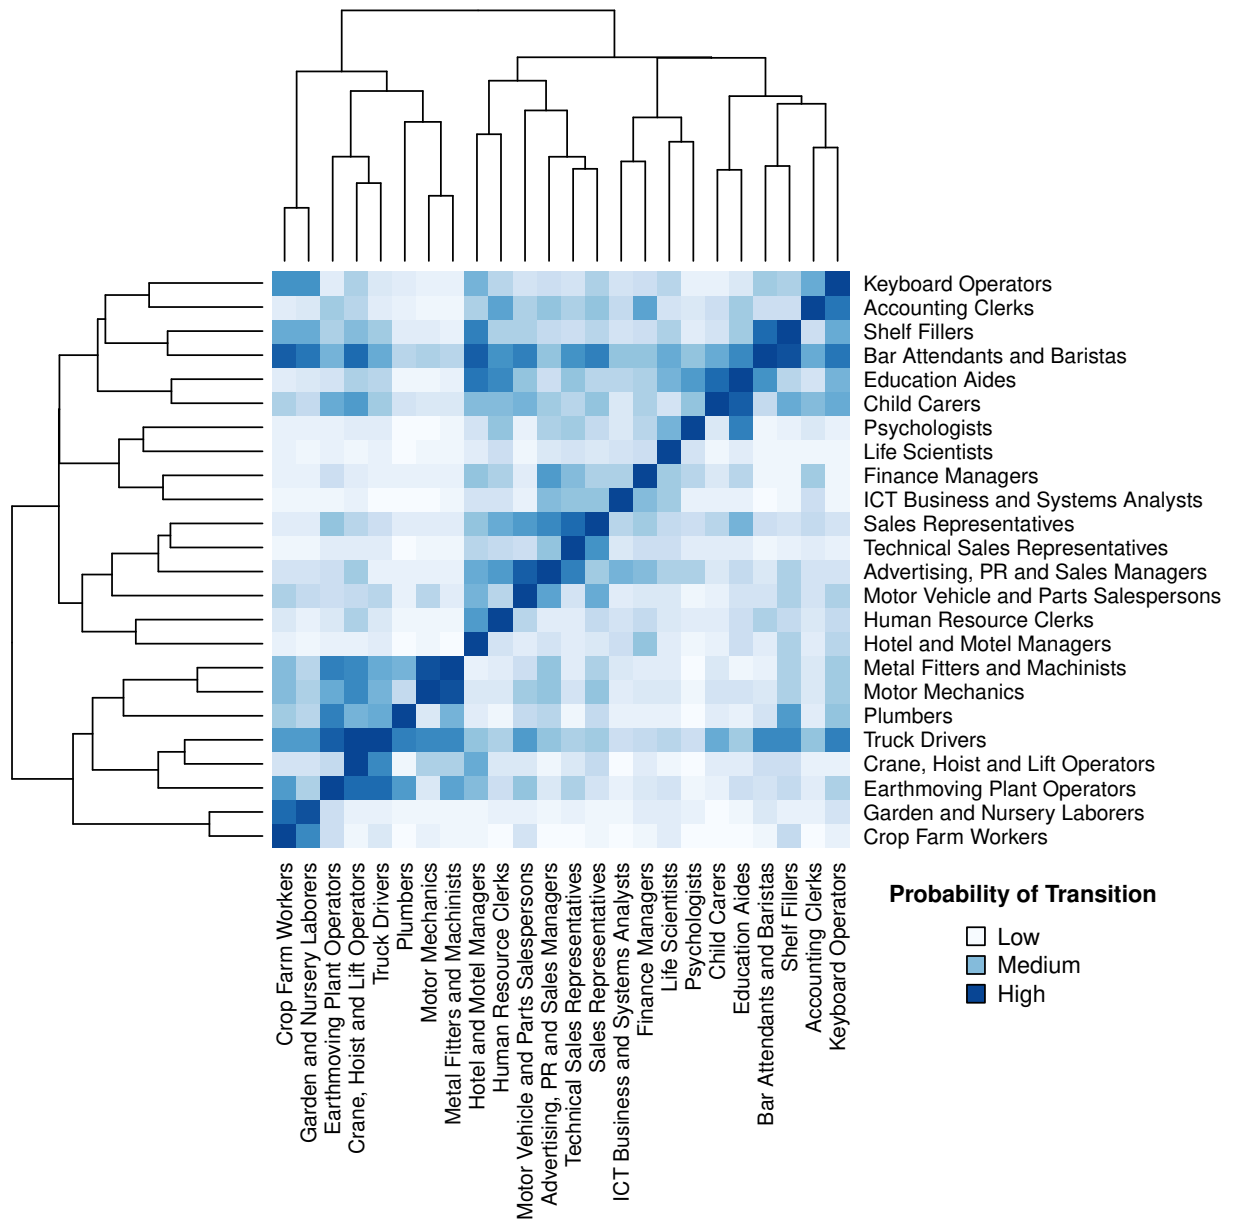 Keyboard Operators
Accounting Clerks
Shelf Fillers
Bar Attendants and Baristas
Education Aides
Child Carers
Psychologists
Life Scientists
Finance Managers
ICT Business and Systems Analysts
Sales Representatives
Technical Sales Representatives
Advertising, PR and Sales Managers
Motor Vehicle and Parts Salespersons
Human Resource Clerks
Hotel and Motel Managers
Metal Fitters and Machinists
Motor Mechanics
Plumbers
Truck Drivers
Crane, Hoist and Lift Operators
Earthmoving Plant Operators
Garden and Nursery Laborers
Crop Farm Workers
Crop Farm Workers
Garden and Nursery Laborers
Earthmoving Plant Operators
Crane, Hoist and Lift Operators
Truck Drivers
Plumbers
Motor Mechanics
Metal Fitters and Machinists
Hotel and Motel Managers
Human Resource Clerks
Motor Vehicle and Parts Salespersons
Advertising, PR and Sales Managers
Technical Sales Representatives
Sales Representatives
ICT Business and Systems Analysts
Finance Managers
Life Scientists
Psychologists
Child Carers
Education Aides
Bar Attendants and Baristas
Shelf Fillers
Accounting Clerks
Keyboard Operators
Probability of Transition
Low
Medium
High